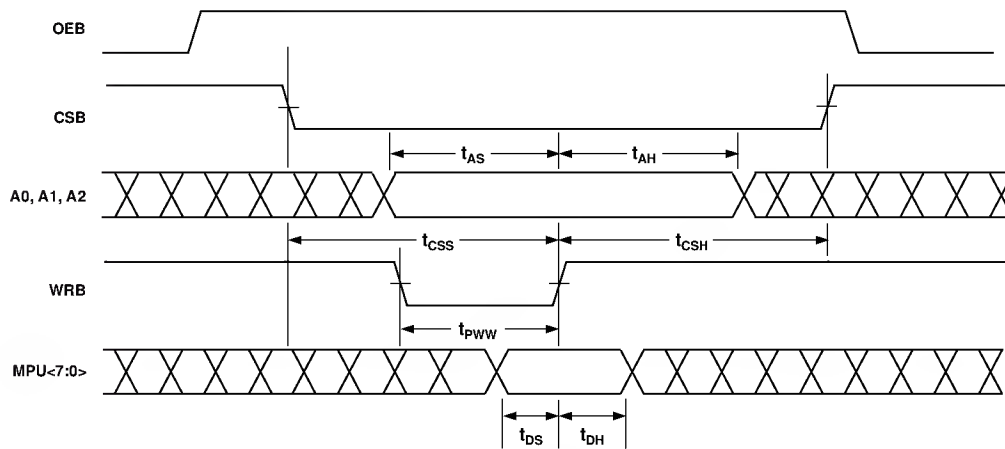 OEB
CSB
tAS
tAH
A0, A1, A2
tCSS
tCSH
WRB
tPWW
MPU<7:0>
tDS
tDH